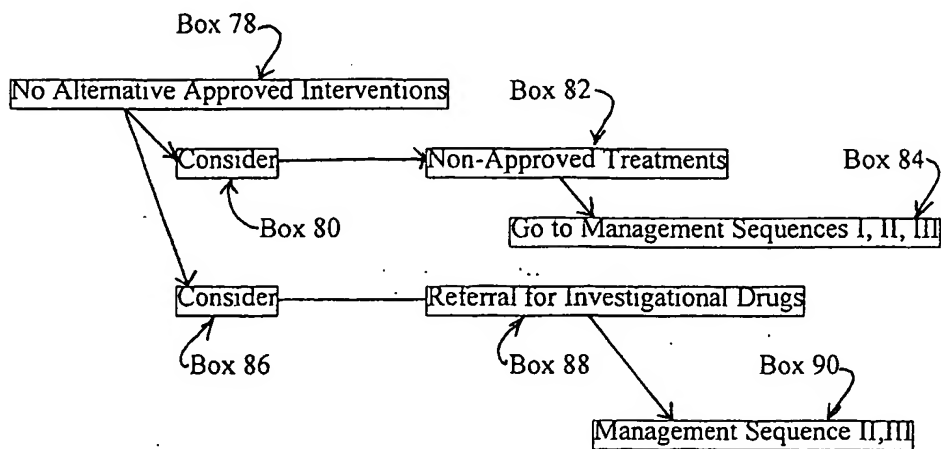 Box 78
No Alternative Approved Interventions
Box 82
Consider
Non-Approved Treatments
Box 84
Box 80
Go to Management Sequences I, II, III
Consider
Referral for Investigational Drugs
Box 86
Box 88
Box 90
Management Sequence II,III